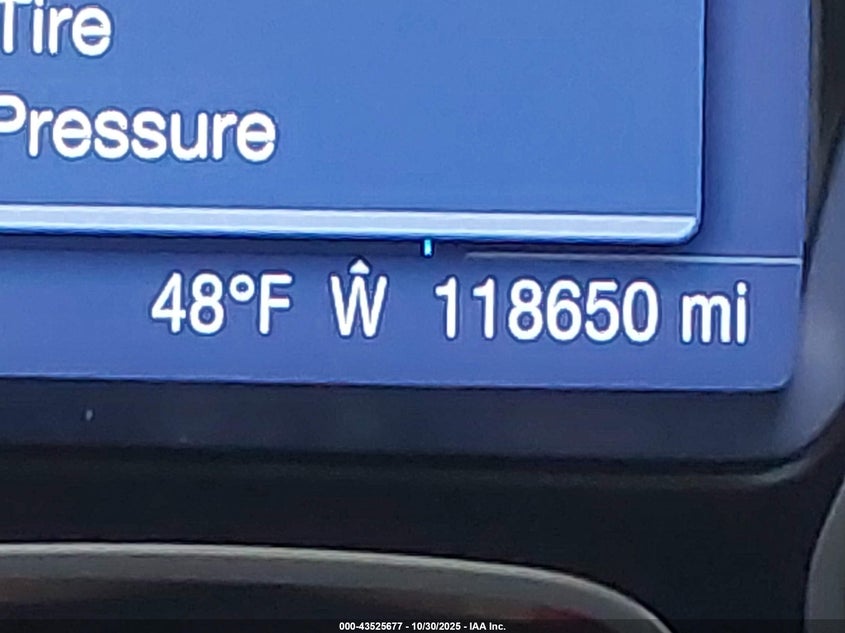 Tire
Pressure
48°F W 118650 mi
000-43525677 - 10/30/2025 - IAA Inc.